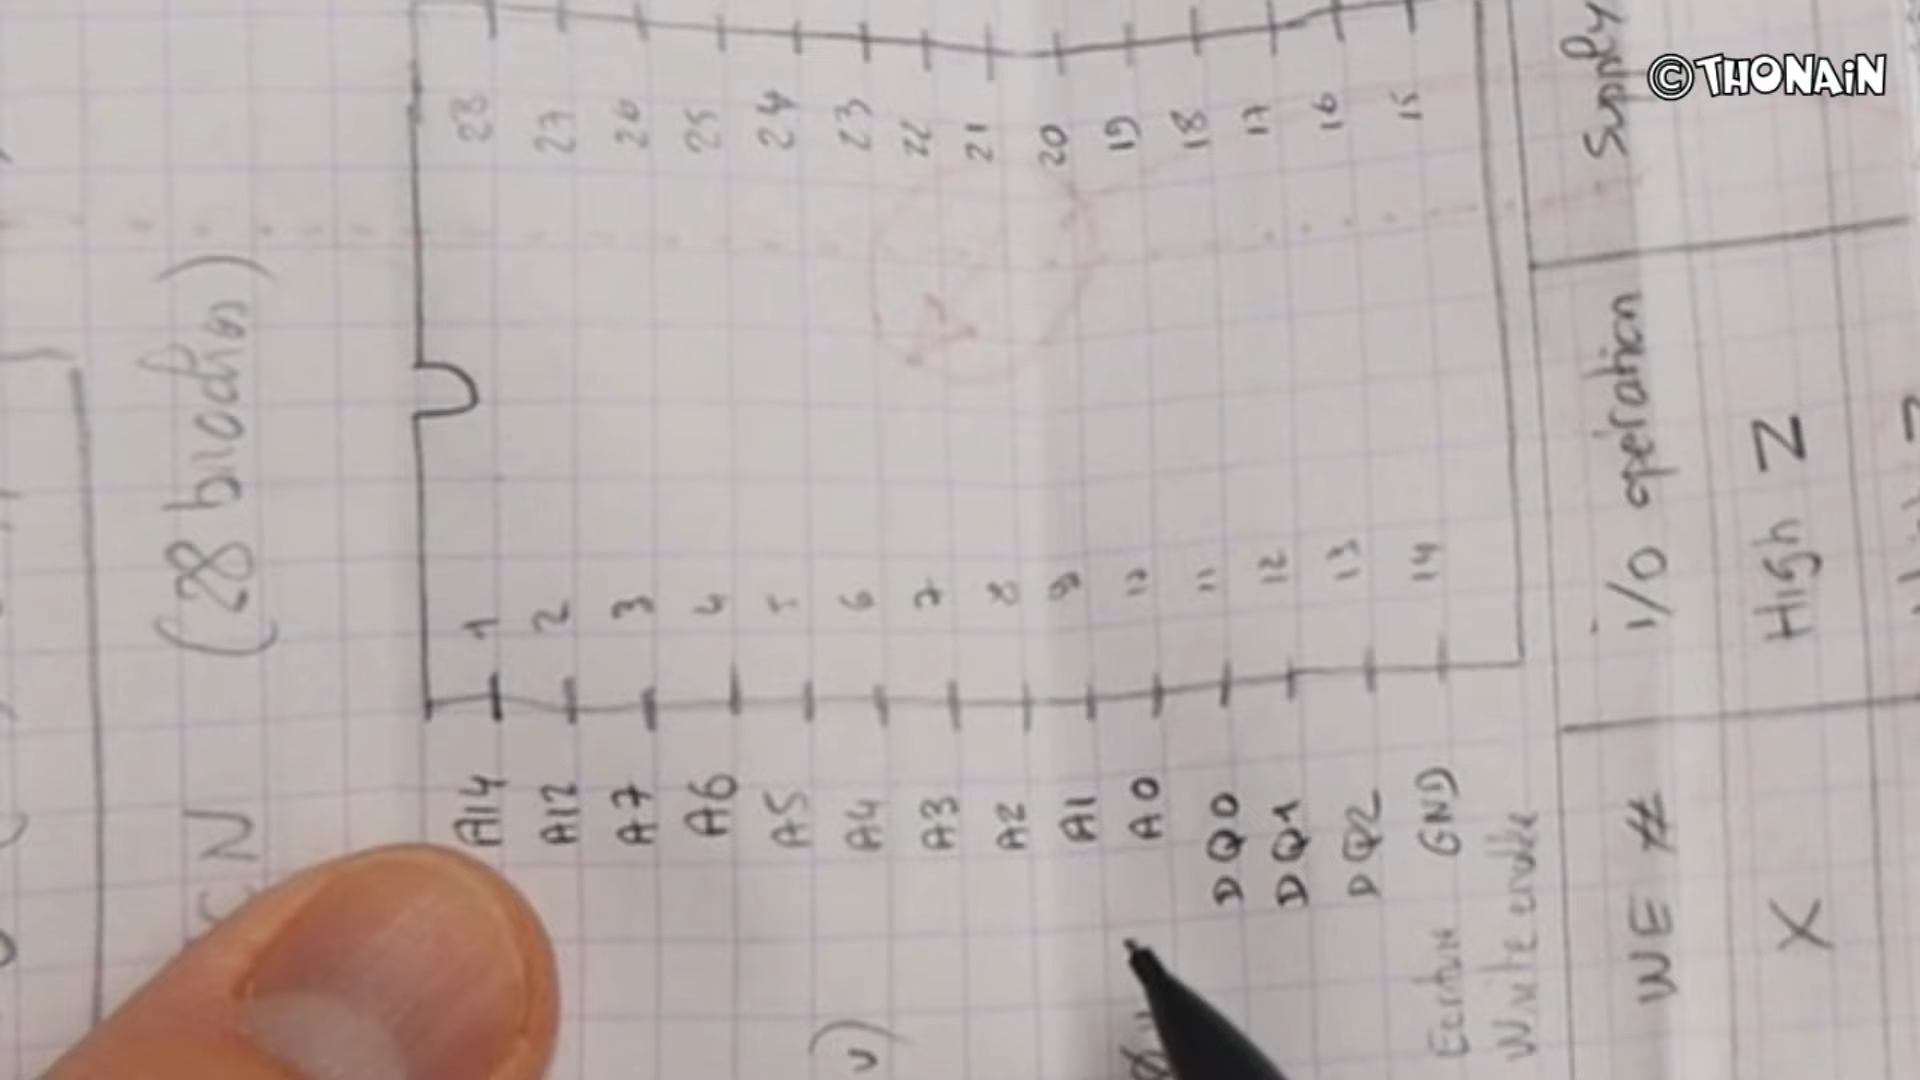 ©THONAiN
28 27 26 25 24 23 22 21 20 19 18 17 16 15
(28 broches)
1 2 3 4 5 6 7 8 9 10 11 12 13 14
A14 A12 A7 A6 A5 A4 A3 A2 A1 A0 DQ0 DQ1 DQ2 GND
Write enable
WE # i/O opération Supply
X High Z